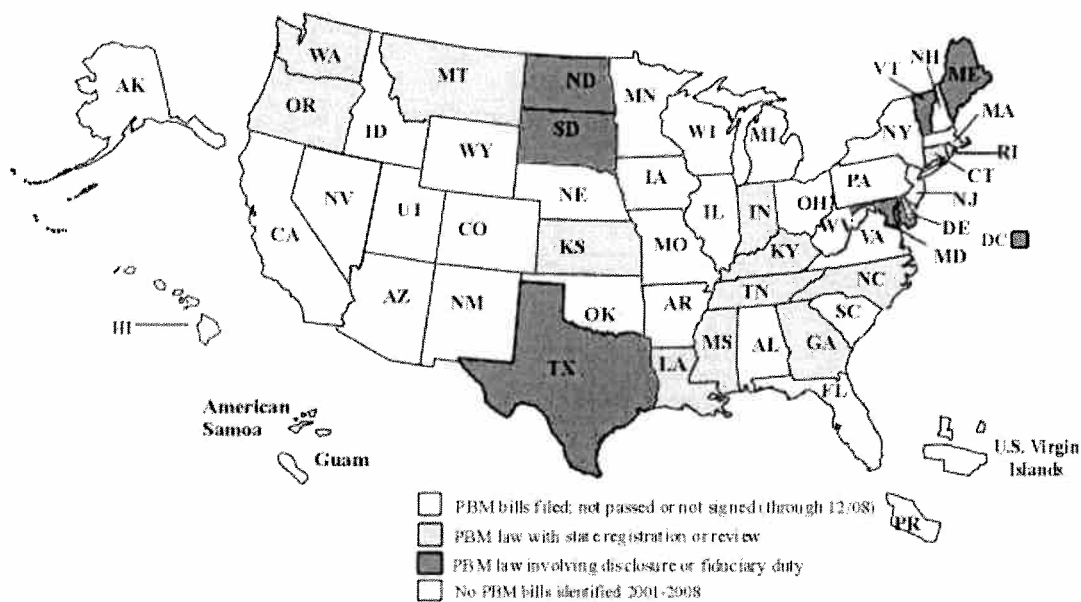 AK
WA
OR
MT
ID
WY
NV
UT
CO
CA
AZ
NM
ND
SD
NE
KS
OK
TX
MN
IA
MO
AR
LA
WI
IL
MI
IN
OH
KY
TN
MS
AL
GA
FL
SC
NC
VA
WV
PA
NY
VT
NH
ME
MA
RI
CT
NJ
DE
MD
DC
HI
American
Samoa
Guam
U.S. Virgin
Islands
PR
PBM bills filed; not passed or not signed (through 12/08)
PBM law with state registration or review
PBM law involving disclosure or fiduciary duty
No PBM bills identified 2001-2008